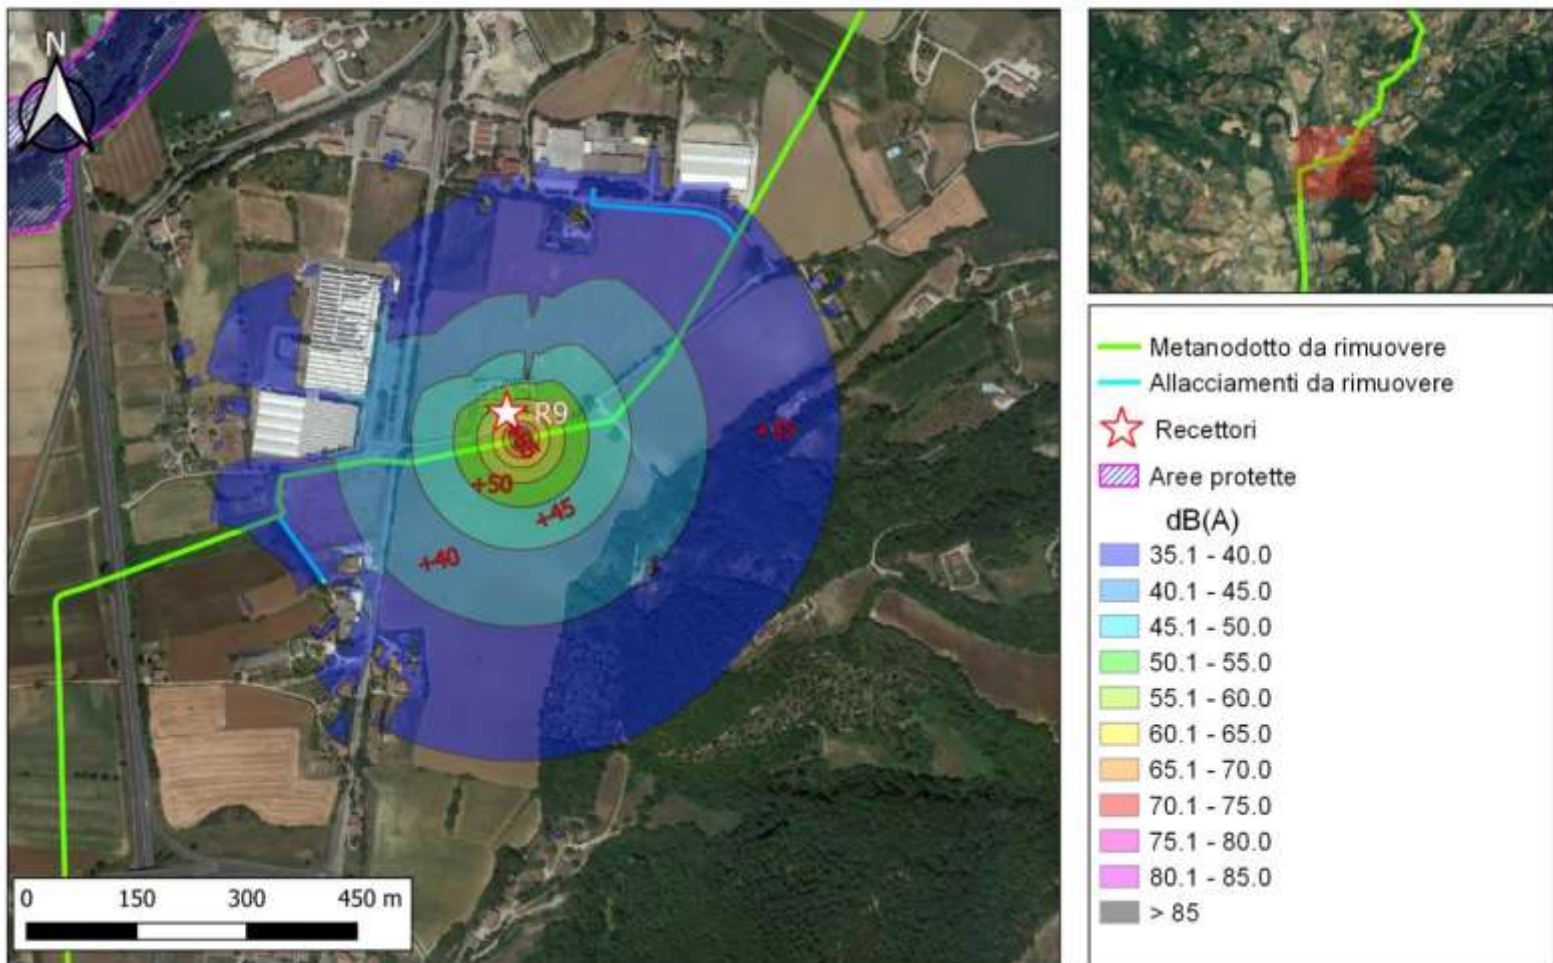 N
R9
+35
+50
+45
+40
0 150 300 450 m
Metanodotto da rimuovere
Allacciamenti da rimuovere
Recettori
Aree protette
dB(A)
35.1 - 40.0
40.1 - 45.0
45.1 - 50.0
50.1 - 55.0
55.1 - 60.0
60.1 - 65.0
65.1 - 70.0
70.1 - 75.0
75.1 - 80.0
80.1 - 85.0
> 85